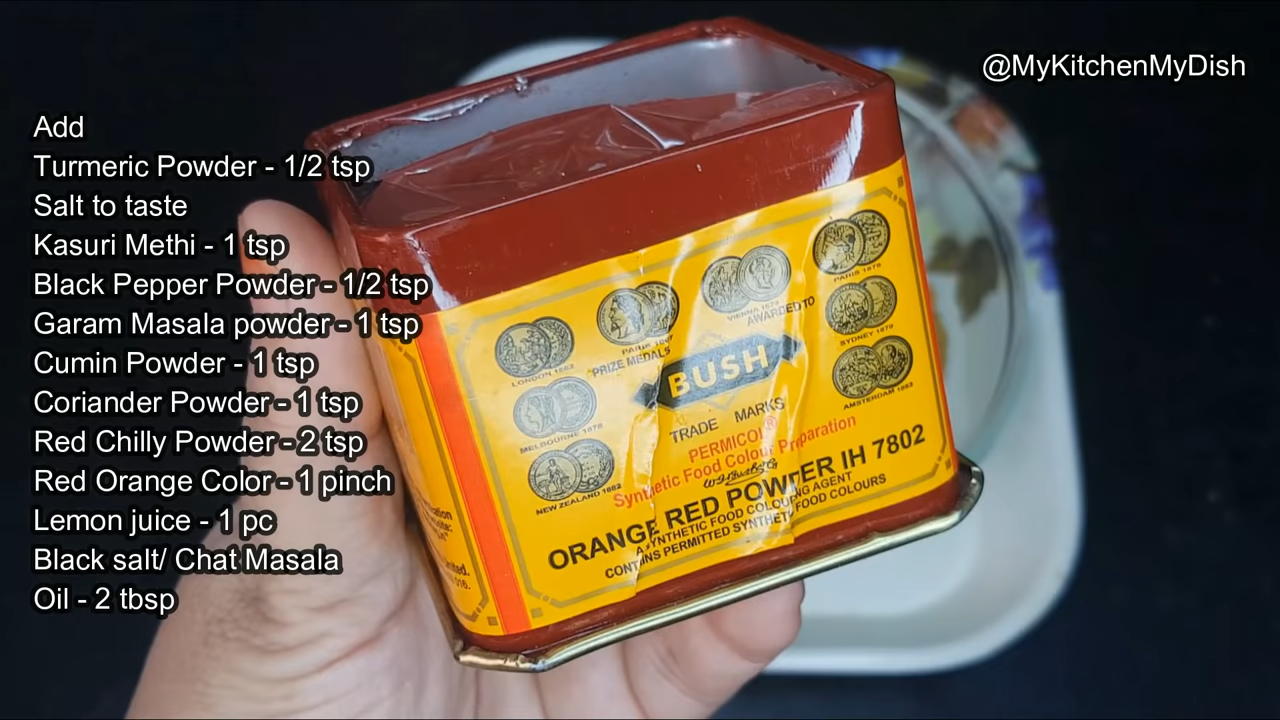 @MyKitchenMyDish
Add
Turmeric Powder - 1/2 tsp
Salt to taste
Kasuri Methi - 1 tsp
Black Pepper Powder - 1/2 tsp
Garam Masala powder - 1 tsp
Cumin Powder - 1 tsp
Coriander Powder - 1 tsp
Red Chilly Powder - 2 tsp
Red Orange Color - 1 pinch
Lemon juice - 1 pc
Black salt/ Chat Masala
Oil - 2 tbsp
LONDON 1862
PARIS
VIENNA
PARIS 1878
PRIZE MEDALS
AWARDED TO
MELBOURNE 1878
SYDNEY 1879
NEW ZEALAND 1882
AMSTERDAM 1883
BUSH
TRADE MARKS
PERMICOL®
Synthetic Food Colour Preparation
ORANGE RED POWDER IH 7802
A SYNTHETIC FOOD COLOURING AGENT
CONTAINS PERMITTED SYNTHETIC FOOD COLOURS